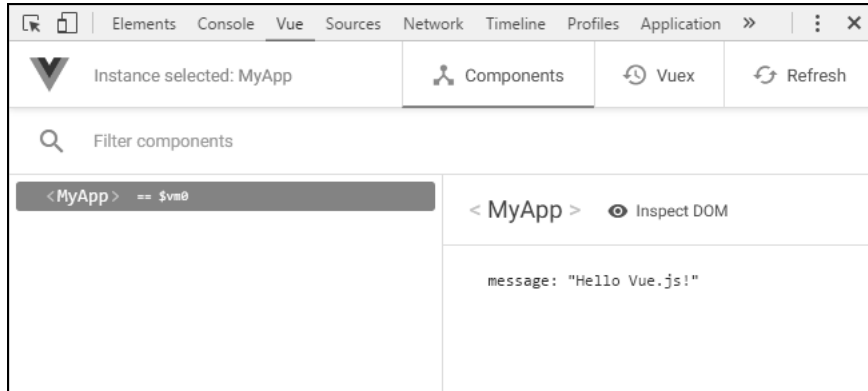 Elements Console Vue Sources Network Timeline Profiles Application »
Instance selected: MyApp Components Vuex Refresh
Filter components
<MyApp> == $vm0
< MyApp > Inspect DOM
message: "Hello Vue.js!"